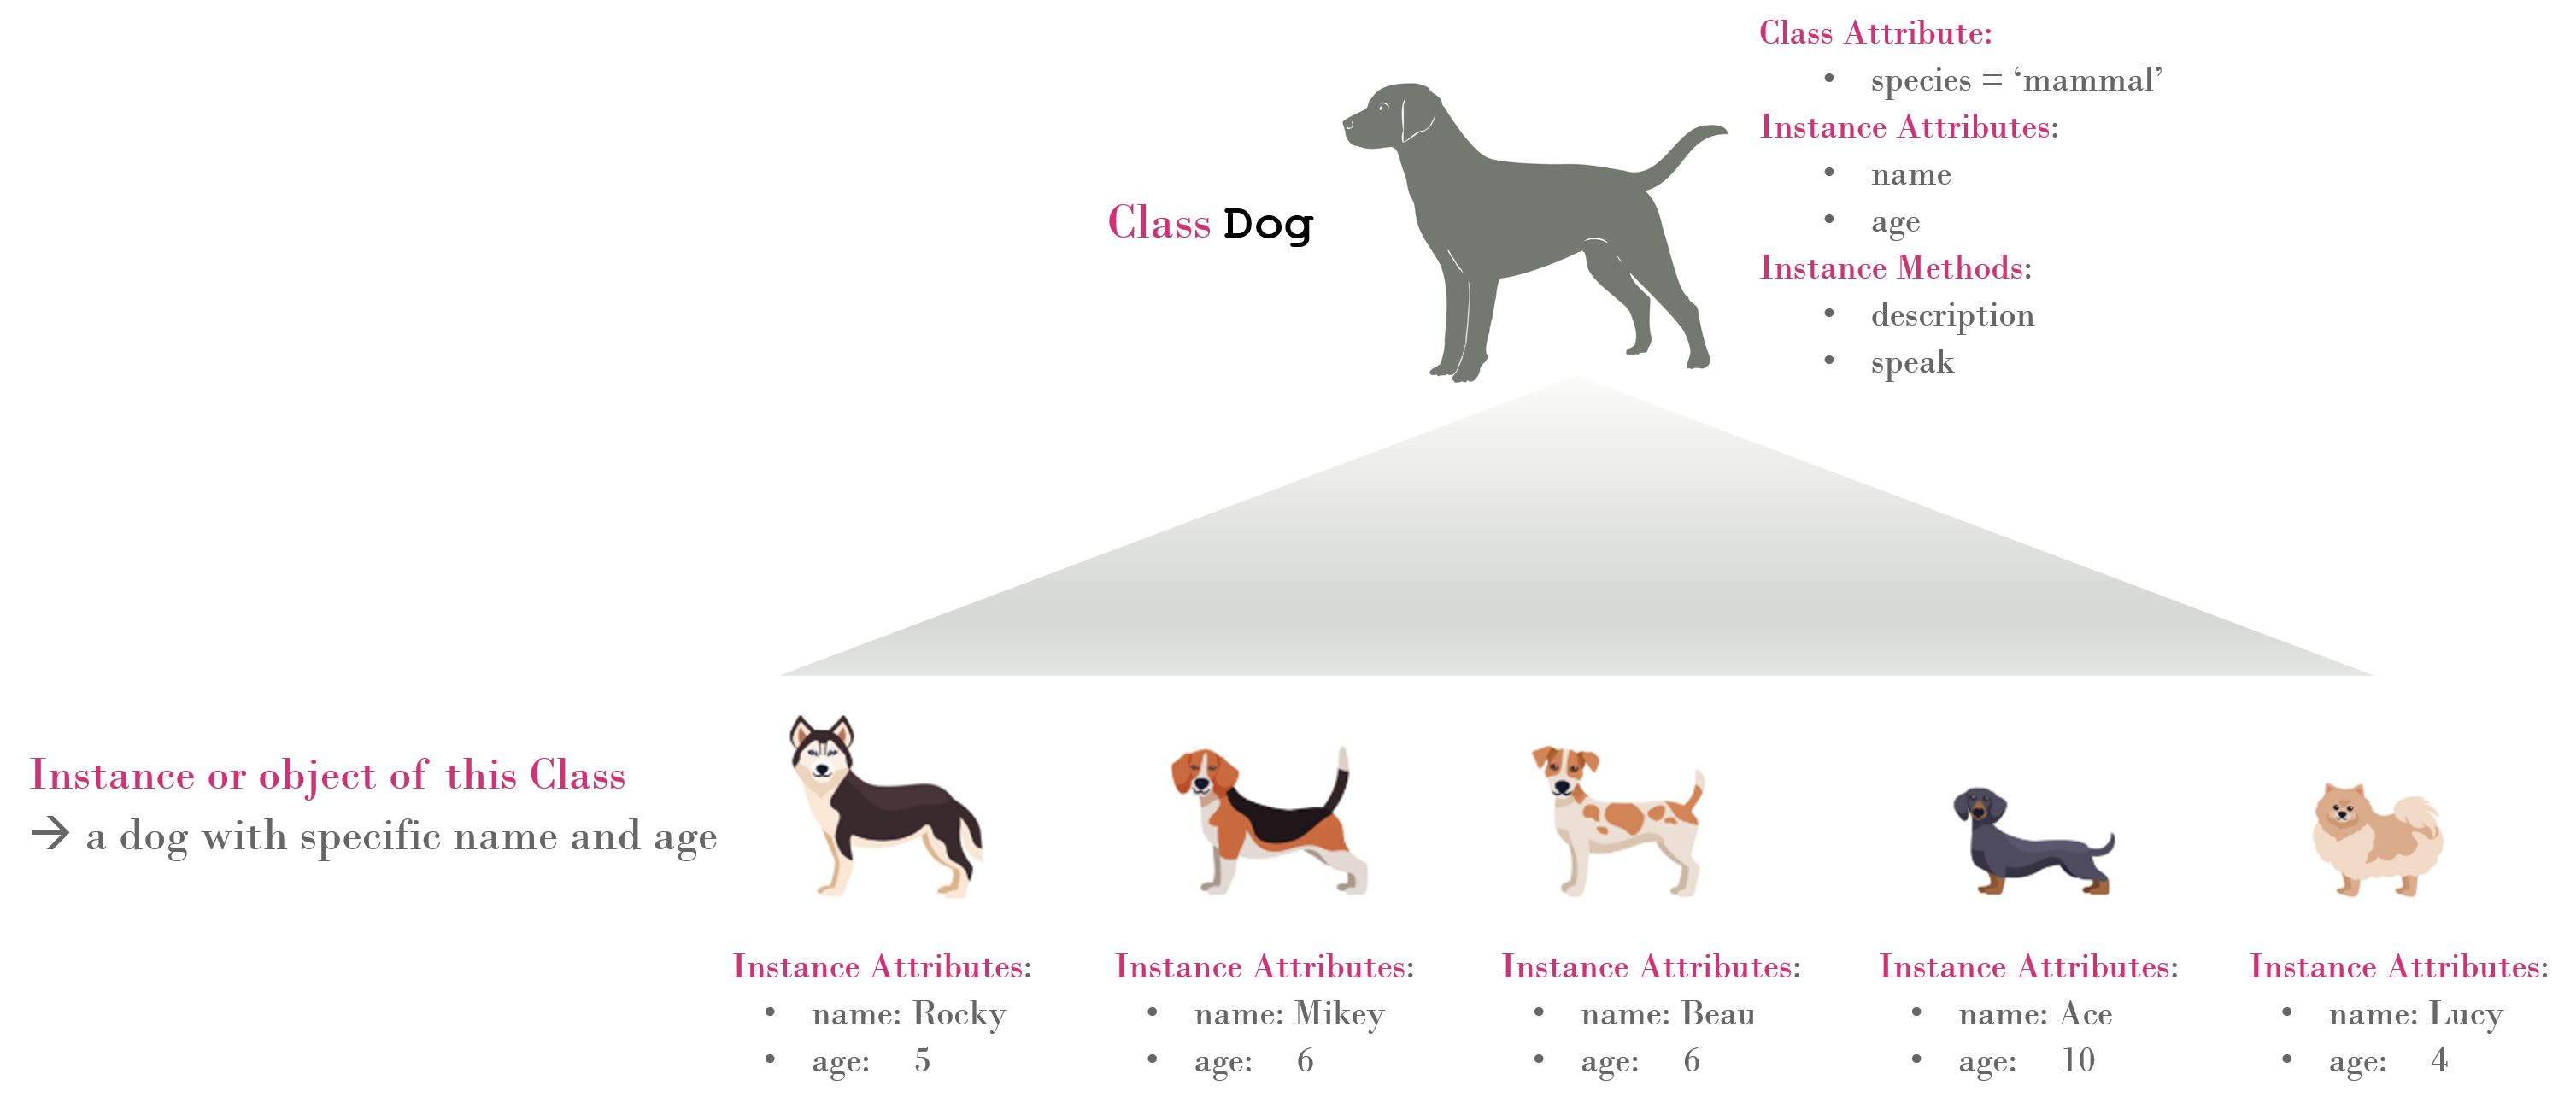 Class Attribute:
• species = ‘mammal’
Instance Attributes:
• name
• age
Instance Methods:
• description
• speak
Class Dog
Instance or object of this Class
→ a dog with specific name and age
Instance Attributes:
• name: Rocky
• age: 5
Instance Attributes:
• name: Mikey
• age: 6
Instance Attributes:
• name: Beau
• age: 6
Instance Attributes:
• name: Ace
• age: 10
Instance Attributes:
• name: Lucy
• age: 4